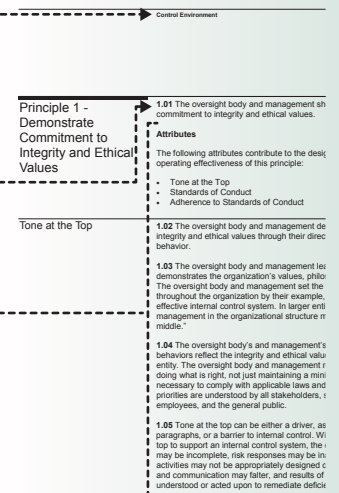 Control Environment
Principle 1 -
Demonstrate
Commitment to
Integrity and Ethical
Values
1.01 The oversight body and management sh
commitment to integrity and ethical values.
Attributes
The following attributes contribute to the desig
operating effectiveness of this principle:
• Tone at the Top
• Standards of Conduct
• Adherence to Standards of Conduct
Tone at the Top
1.02 The oversight body and management de
integrity and ethical values through their direc
behavior.
1.03 The oversight body and management lea
demonstrates the organization's values, philo
The oversight body and management set the
throughout the organization by their example,
effective internal control system. In larger enti
management in the organizational structure m
middle."
1.04 The oversight body's and management's
behaviors reflect the integrity and ethical valu
entity. The oversight body and management r
doing what is right, not just maintaining a mini
necessary to comply with applicable laws and
priorities are understood by all stakeholders, s
employees, and the general public.
1.05 Tone at the top can be either a driver, as
paragraphs, or a barrier to internal control. Wi
top to support an internal control system, the
may be incomplete, risk responses may be ina
activities may not be appropriately designed o
and communication may falter, and results of
understood or acted upon to remediate deficie